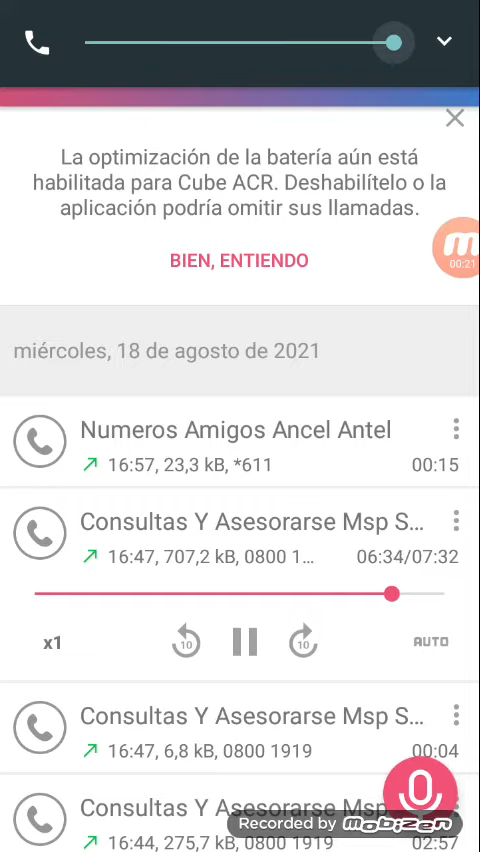 La optimización de la batería aún está
habilitada para Cube ACR. Deshabilítelo o la
aplicación podría omitir sus llamadas.
BIEN, ENTIENDO
00:21
miércoles, 18 de agosto de 2021
Numeros Amigos Ancel Antel
16:57, 23,3 kB, *611 00:15
Consultas Y Asesorarse Msp S...
16:47, 707,2 kB, 0800 1... 06:34/07:32
x1 10 10 AUTO
Consultas Y Asesorarse Msp S...
16:47, 6,8 kB, 0800 1919 00:04
Consultas Y Asesorarse Msp
16:44, 275,7 kB, 0800 1919 02:57
Recorded by mobizen